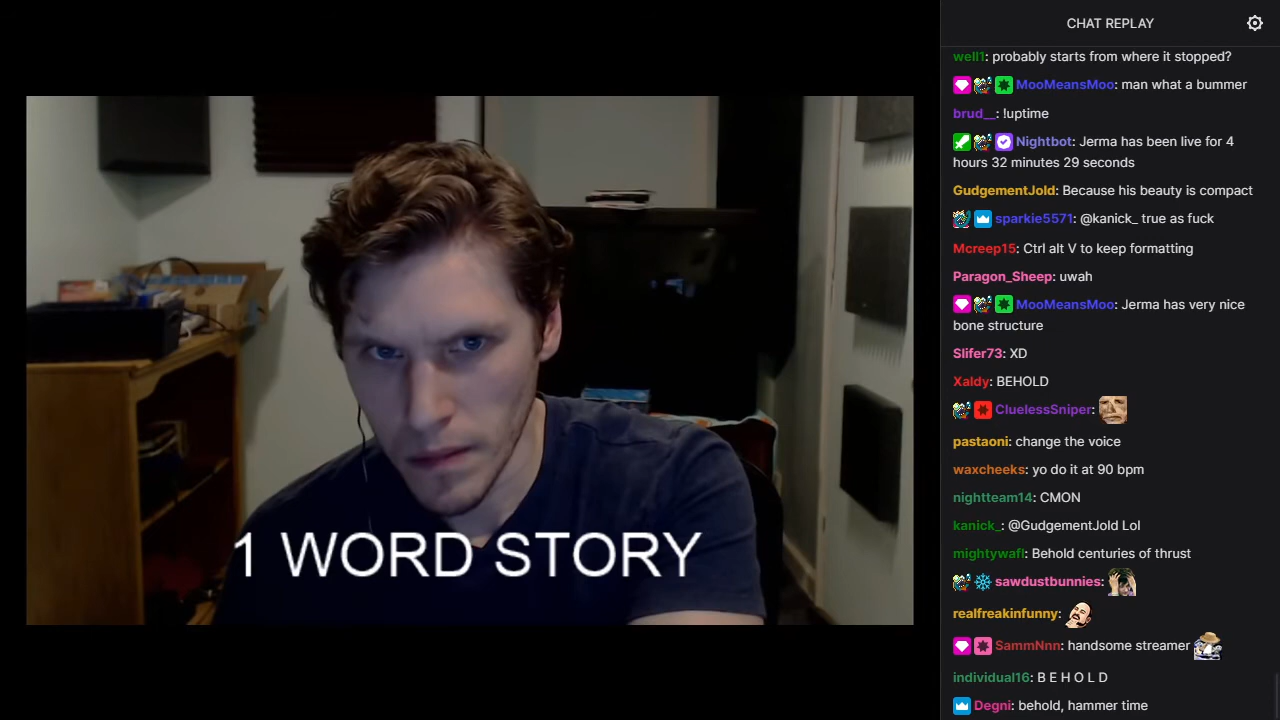 CHAT REPLAY
well1: probably starts from where it stopped?
MooMeansMoo: man what a bummer
brud__: !uptime
Nightbot: Jerma has been live for 4
hours 32 minutes 29 seconds
GudgementJold: Because his beauty is compact
sparkie5571: @kanick_ true as fuck
Mcreep15: Ctrl alt V to keep formatting
Paragon_Sheep: uwah
MooMeansMoo: Jerma has very nice
bone structure
Slifer73: XD
Xaldy: BEHOLD
CluelessSniper:
pastaoni: change the voice
waxcheeks: yo do it at 90 bpm
nightteam14: CMON
kanick_: @GudgementJold Lol
mightywafl: Behold centuries of thrust
sawdustbunnies:
realfreakinfunny:
SammNnn: handsome streamer
individual16: B E H O L D
Degni: behold, hammer time
1 WORD STORY